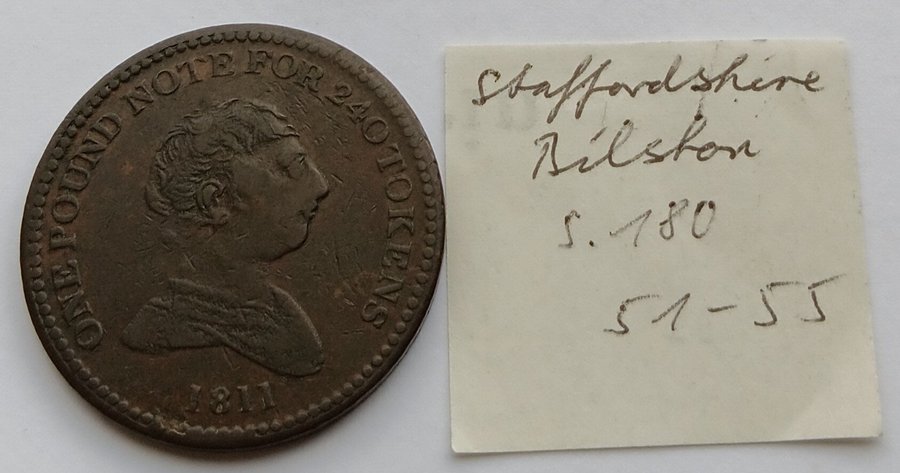 ONE POUND NOTE FOR 240 TOKENS
1811
Staffordshire
Bilston
S. 180
51-55